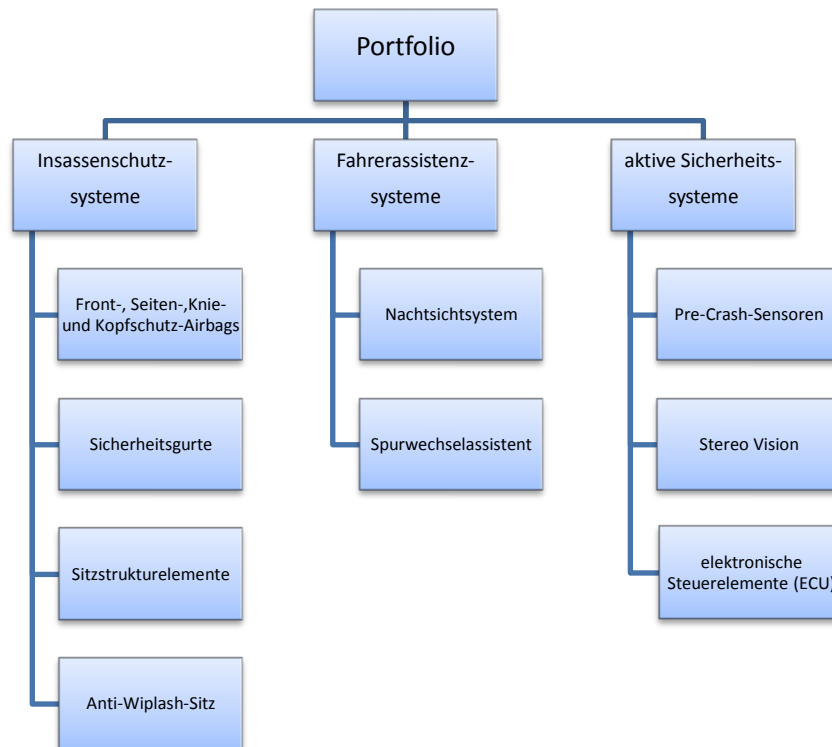 Portfolio
Insassenschutz-
systeme
Fahrerassistenz-
systeme
aktive Sicherheits-
systeme
Front-, Seiten-,Knie-
und Kopfschutz-Airbags
Nachtsichtsystem
Pre-Crash-Sensoren
Sicherheitsgurte
Spurwechselassistent
Stereo Vision
Sitzstrukturelemente
elektronische
Steuerelemente (ECU)
Anti-Wiplash-Sitz